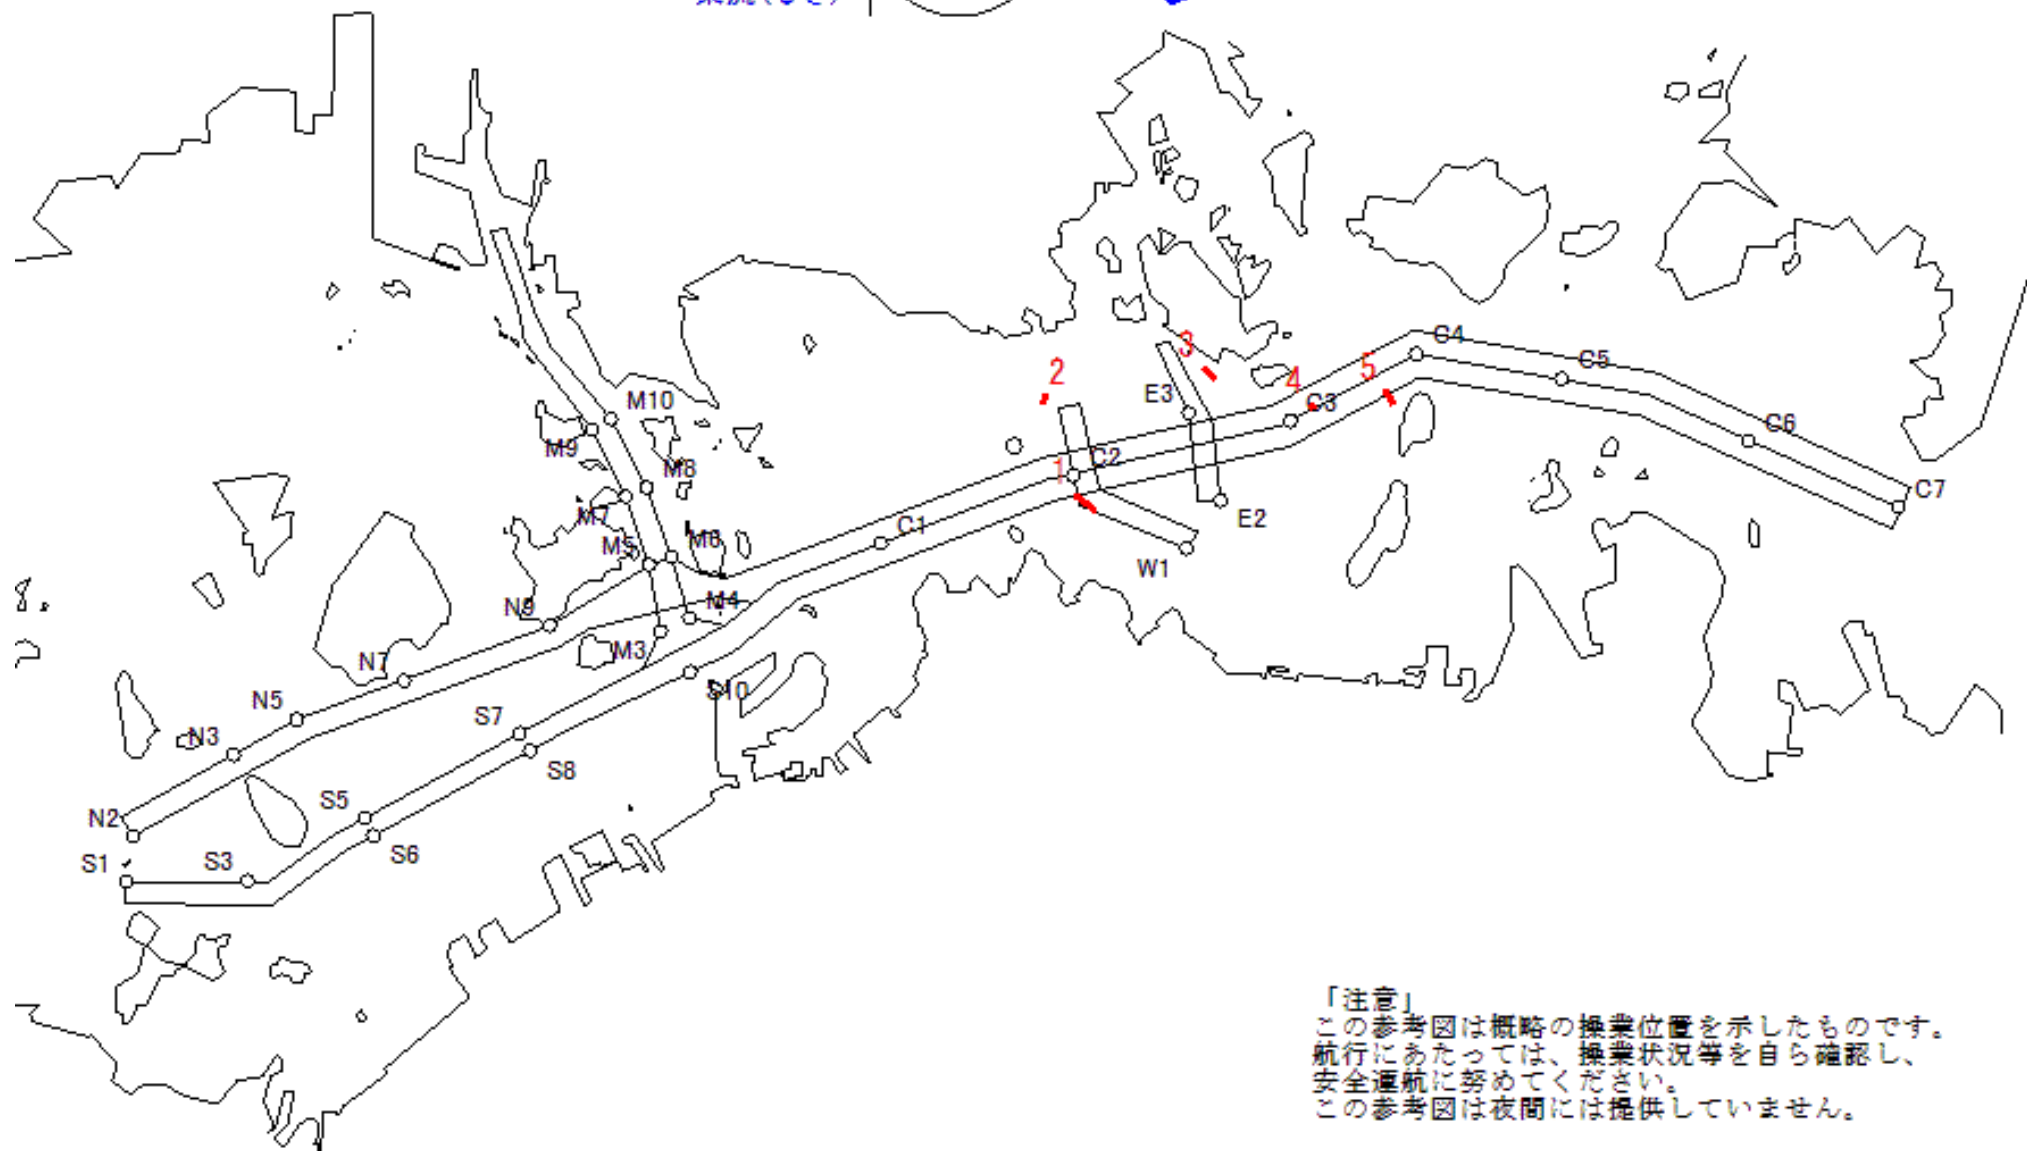 C4
3
C5
2
5
4
E3
M10
C3
C6
M9
C2
M8
1
C7
M7
E2
C1
M6
M5
W1
N9
M4
M3
N7
S10
N5
S7
N3
S8
S5
N2
S6
S1
S3
「注意」
この参考図は概略の操業位置を示したものです。
航行にあたっては、操業状況等を自ら確認し、
安全運航に努めてください。
この参考図は夜間には提供していません。